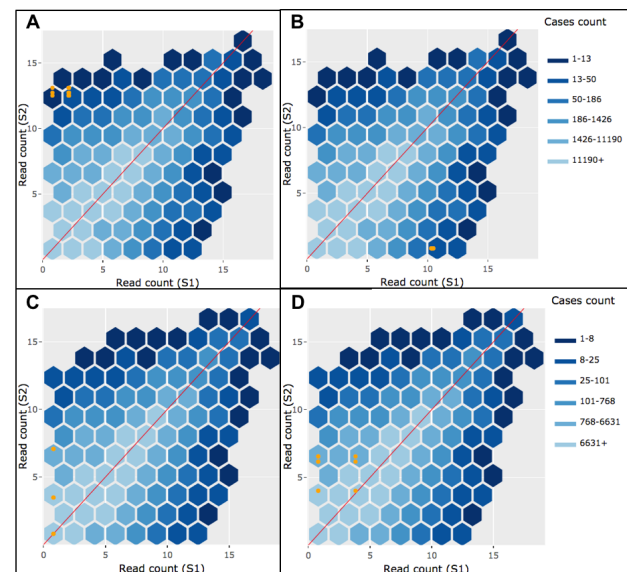 A
B
Cases count
1-13
13-50
50-186
186-1426
1426-11190
11190+
Read count (S2)
15
10
5
0 5 10 15
Read count (S1)
Read count (S2)
15
10
5
0 5 10 15
Read count (S1)
C
D
Cases count
1-8
8-25
25-101
101-768
768-6631
6631+
Read count (S2)
15
10
5
0 5 10 15
Read count (S1)
Read count (S2)
15
10
5
0 5 10 15
Read count (S1)